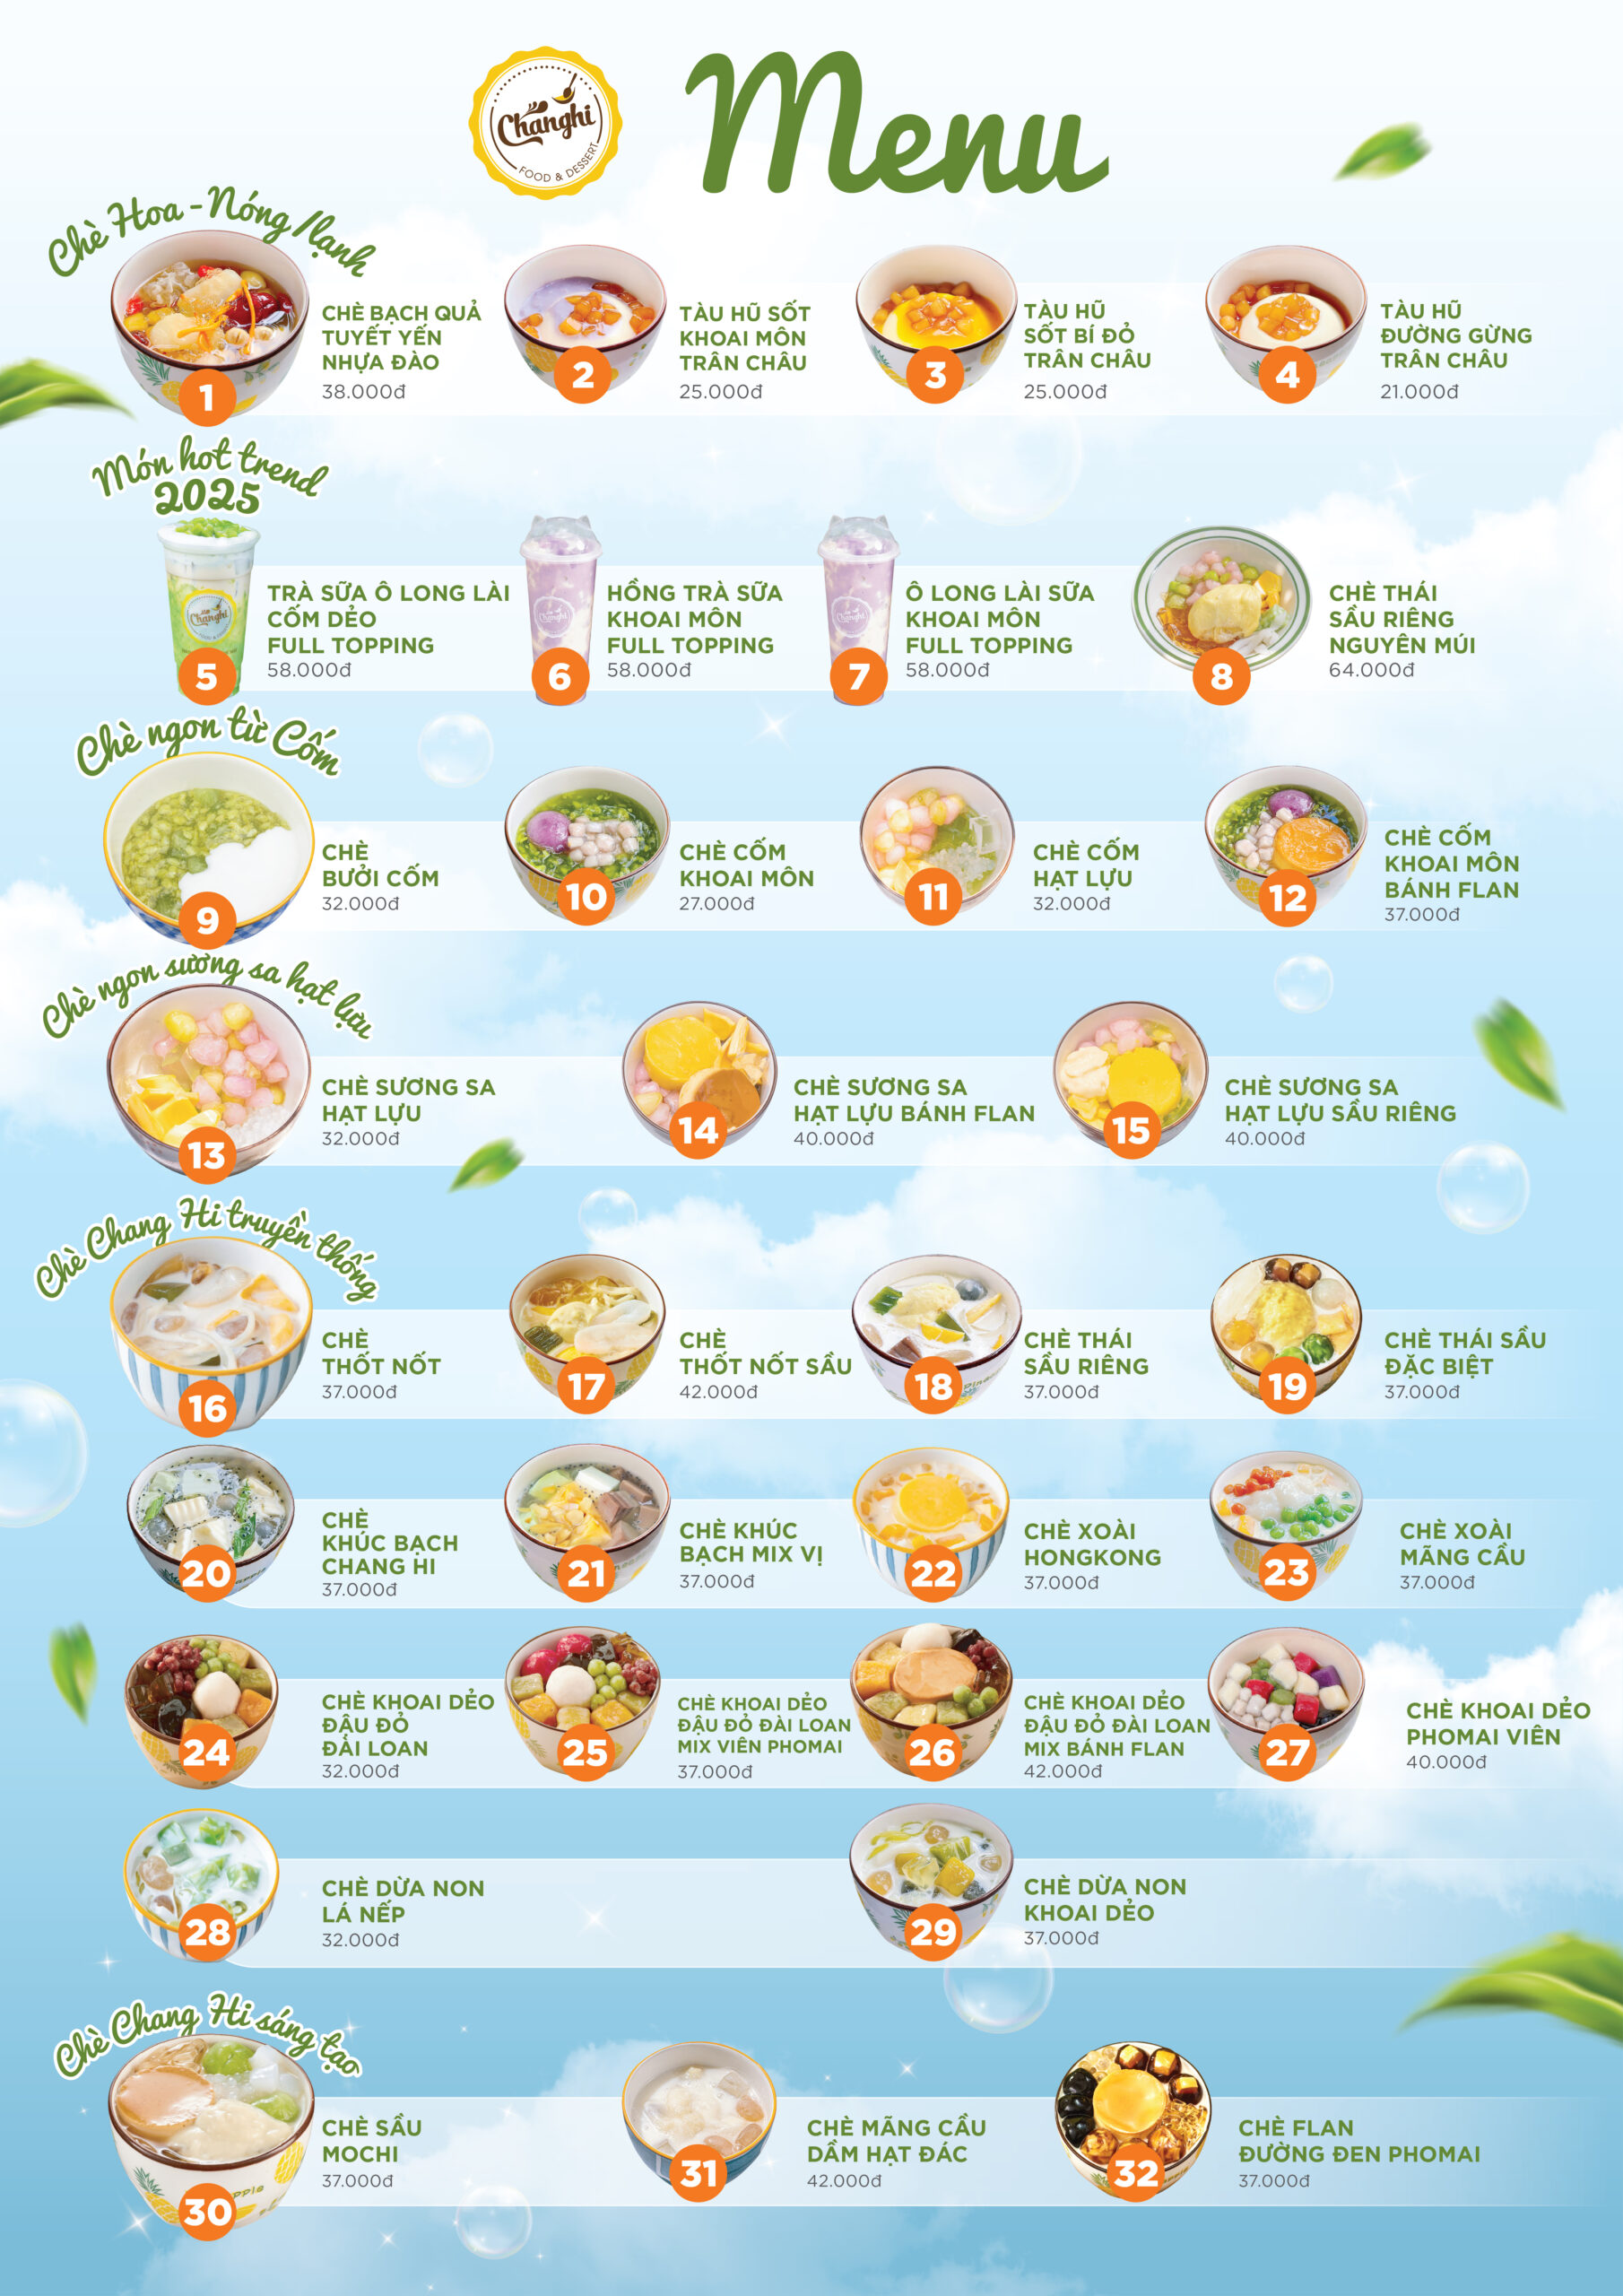 Changhi
FOOD & DESSERT
Menu
Chè Hoa - Nóng/lạnh
CHÈ BẠCH QUẢ
TUYẾT YẾN
NHỰA ĐÀO
38.000đ
1
TÀU HŨ SỐT
KHOAI MÔN
TRÂN CHÂU
25.000đ
2
TÀU HŨ
SỐT BÍ ĐỎ
TRÂN CHÂU
25.000đ
3
TÀU HŨ
ĐƯỜNG GỪNG
TRÂN CHÂU
21.000đ
4
Món hot trend
2025
Changhi
TRÀ SỮA Ô LONG LÀI
CỐM DẺO
FULL TOPPING
58.000đ
5
Changhi
HỒNG TRÀ SỮA
KHOAI MÔN
FULL TOPPING
58.000đ
6
Changhi
Ô LONG LÀI SỮA
KHOAI MÔN
FULL TOPPING
58.000đ
7
CHÈ THÁI
SẦU RIÊNG
NGUYÊN MÚI
64.000đ
8
Chè ngon từ Cốm
CHÈ
BƯỞI CỐM
32.000đ
9
CHÈ CỐM
KHOAI MÔN
27.000đ
10
CHÈ CỐM
HẠT LỰU
32.000đ
11
CHÈ CỐM
KHOAI MÔN
BÁNH FLAN
37.000đ
12
Chè ngon sương sa hạt lựu
CHÈ SƯƠNG SA
HẠT LỰU
32.000đ
13
CHÈ SƯƠNG SA
HẠT LỰU BÁNH FLAN
40.000đ
14
CHÈ SƯƠNG SA
HẠT LỰU SẦU RIÊNG
40.000đ
15
Chè Chang Hi truyền thống
CHÈ
THỐT NỐT
37.000đ
16
CHÈ
THỐT NỐT SẦU
42.000đ
17
CHÈ THÁI
SẦU RIÊNG
37.000đ
18
CHÈ THÁI SẦU
ĐẶC BIỆT
37.000đ
19
CHÈ
KHÚC BẠCH
CHANG HI
37.000đ
20
CHÈ KHÚC
BẠCH MIX VỊ
37.000đ
21
CHÈ XOÀI
HONGKONG
37.000đ
22
CHÈ XOÀI
MÃNG CẦU
37.000đ
23
CHÈ KHOAI DẺO
ĐẬU ĐỎ
ĐÀI LOAN
32.000đ
24
CHÈ KHOAI DẺO
ĐẬU ĐỎ ĐÀI LOAN
MIX VIÊN PHOMAI
37.000đ
25
CHÈ KHOAI DẺO
ĐẬU ĐỎ ĐÀI LOAN
MIX BÁNH FLAN
42.000đ
26
CHÈ KHOAI DẺO
PHOMAI VIÊN
40.000đ
27
CHÈ DỪA NON
LÁ NẾP
32.000đ
28
CHÈ DỪA NON
KHOAI DẺO
37.000đ
29
Chè Chang Hi sáng tạo
CHÈ SẦU
MOCHI
37.000đ
30
CHÈ MÃNG CẦU
DẦM HẠT ĐÁC
42.000đ
31
CHÈ FLAN
ĐƯỜNG ĐEN PHOMAI
37.000đ
32